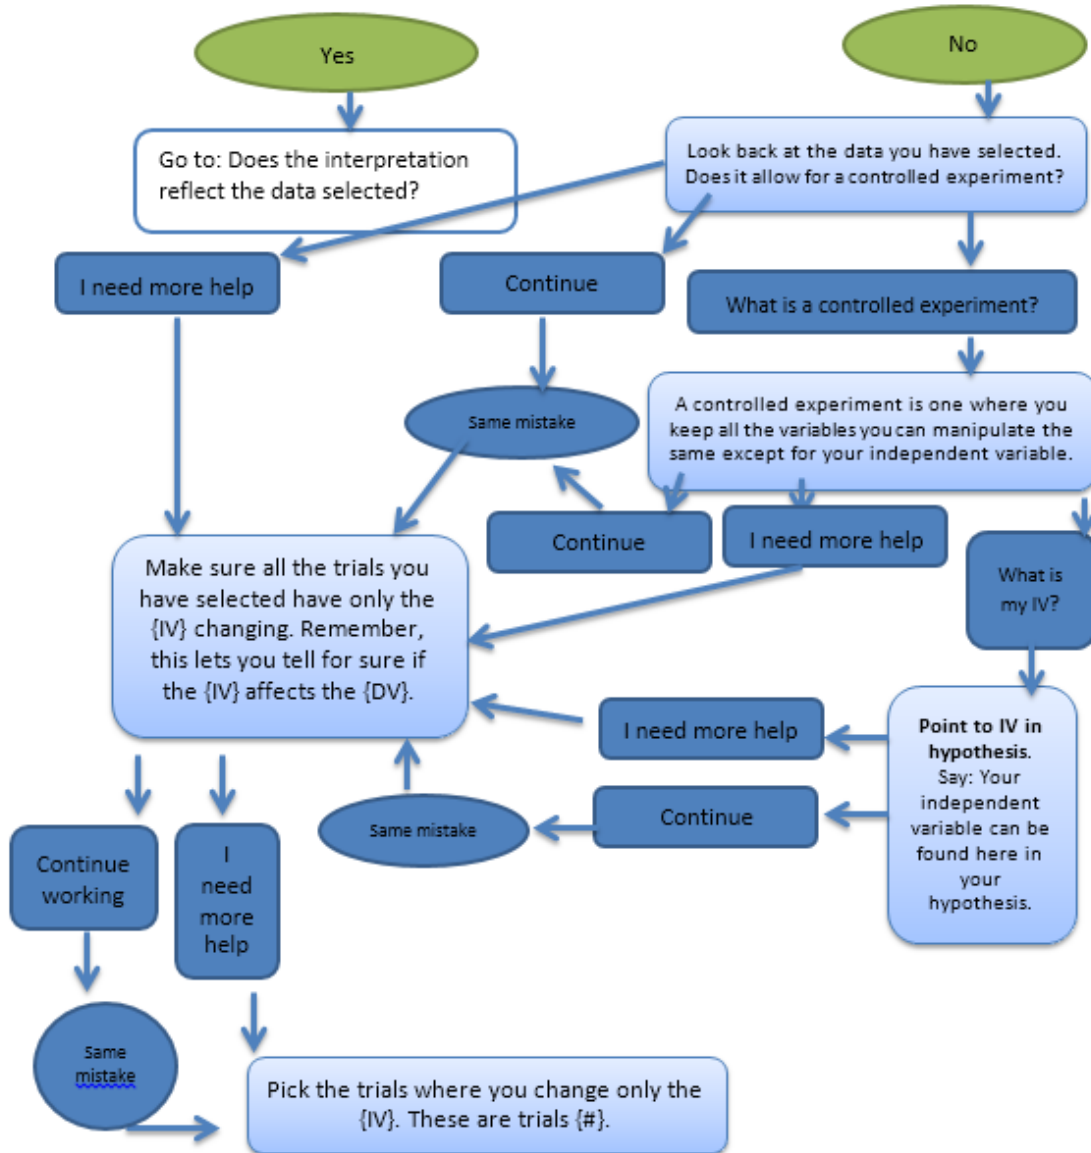 Yes
No
Go to: Does the interpretation
reflect the data selected?
Look back at the data you have selected.
Does it allow for a controlled experiment?
I need more help
Continue
What is a controlled experiment?
Same mistake
A controlled experiment is one where you
keep all the variables you can manipulate the
same except for your independent variable.
Continue
I need more help
What is
my IV?
Make sure all the trials you
have selected have only the
{IV} changing. Remember,
this lets you tell for sure if
the {IV} affects the {DV}.
I need more help
Point to IV in
hypothesis.
Say: Your
independent
variable can be
found here in
your
hypothesis.
Same mistake
Continue
Continue
working
I
need
more
help
Same
mistake
Pick the trials where you change only the
{IV}. These are trials {#}.